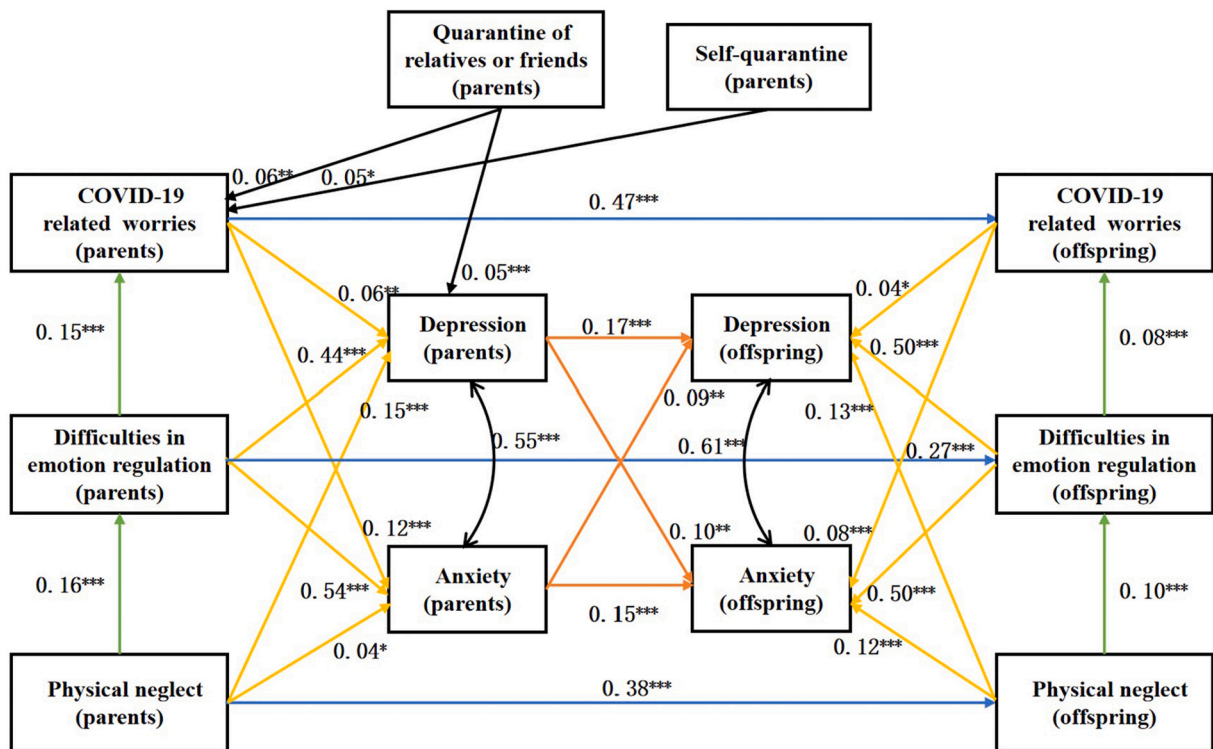 Quarantine of
relatives or friends
(parents)
Self-quarantine
(parents)
0.06**
0.05*
COVID-19
related worries
(parents)
0.47***
COVID-19
related worries
(offspring)
0.05***
0.06**
0.04*
0.15***
Depression
(parents)
0.17***
Depression
(offspring)
0.08***
0.44***
0.50***
0.15***
0.09**
0.13***
Difficulties in
emotion regulation
(parents)
0.55***
0.61***
0.27***
Difficulties in
emotion regulation
(offspring)
0.12***
0.10**
0.08***
0.16***
Anxiety
(parents)
Anxiety
(offspring)
0.10***
0.54***
0.15***
0.50***
0.04*
0.12***
Physical neglect
(parents)
0.38***
Physical neglect
(offspring)